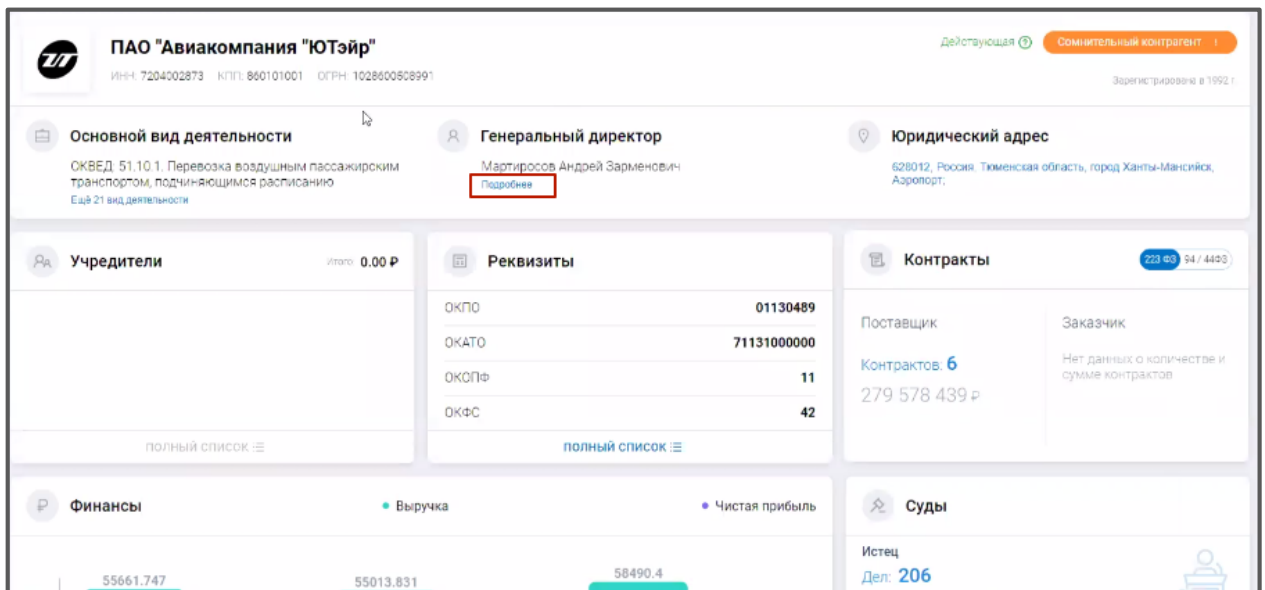 ПАО "Авиакомпания "ЮТэйр"
ИНН: 7204002873 КПП: 860101001 ОГРН: 1028600508991
Действующая
Сомнительный контрагент
Зарегистрирована в 1992 г.
Основной вид деятельности
ОКВЕД: 51.10.1. Перевозка воздушным пассажирским
транспортом, подчиняющимся расписанию
Ещё 21 вид деятельности
Генеральный директор
Мартиросов Андрей Зарменович
Подробнее
Юридический адрес
628012, Россия. Тюменская область, город Ханты-Мансийск,
Аэропорт;
Учредители
Итого: 0.00 ₽
ПОЛНЫЙ СПИСОК
Реквизиты
ОКПО 01130489
ОКАТО 71131000000
ОКОПФ 11
ОКФС 42
ПОЛНЫЙ СПИСОК
Контракты
223 ФЗ 94 / 44ФЗ
Поставщик
Контрактов: 6
279 578 439 ₽
Заказчик
Нет данных о количестве и
сумме контрактов
Финансы
Выручка
Чистая прибыль
55661.747
55013.831
58490.4
Суды
Истец
Дел: 206